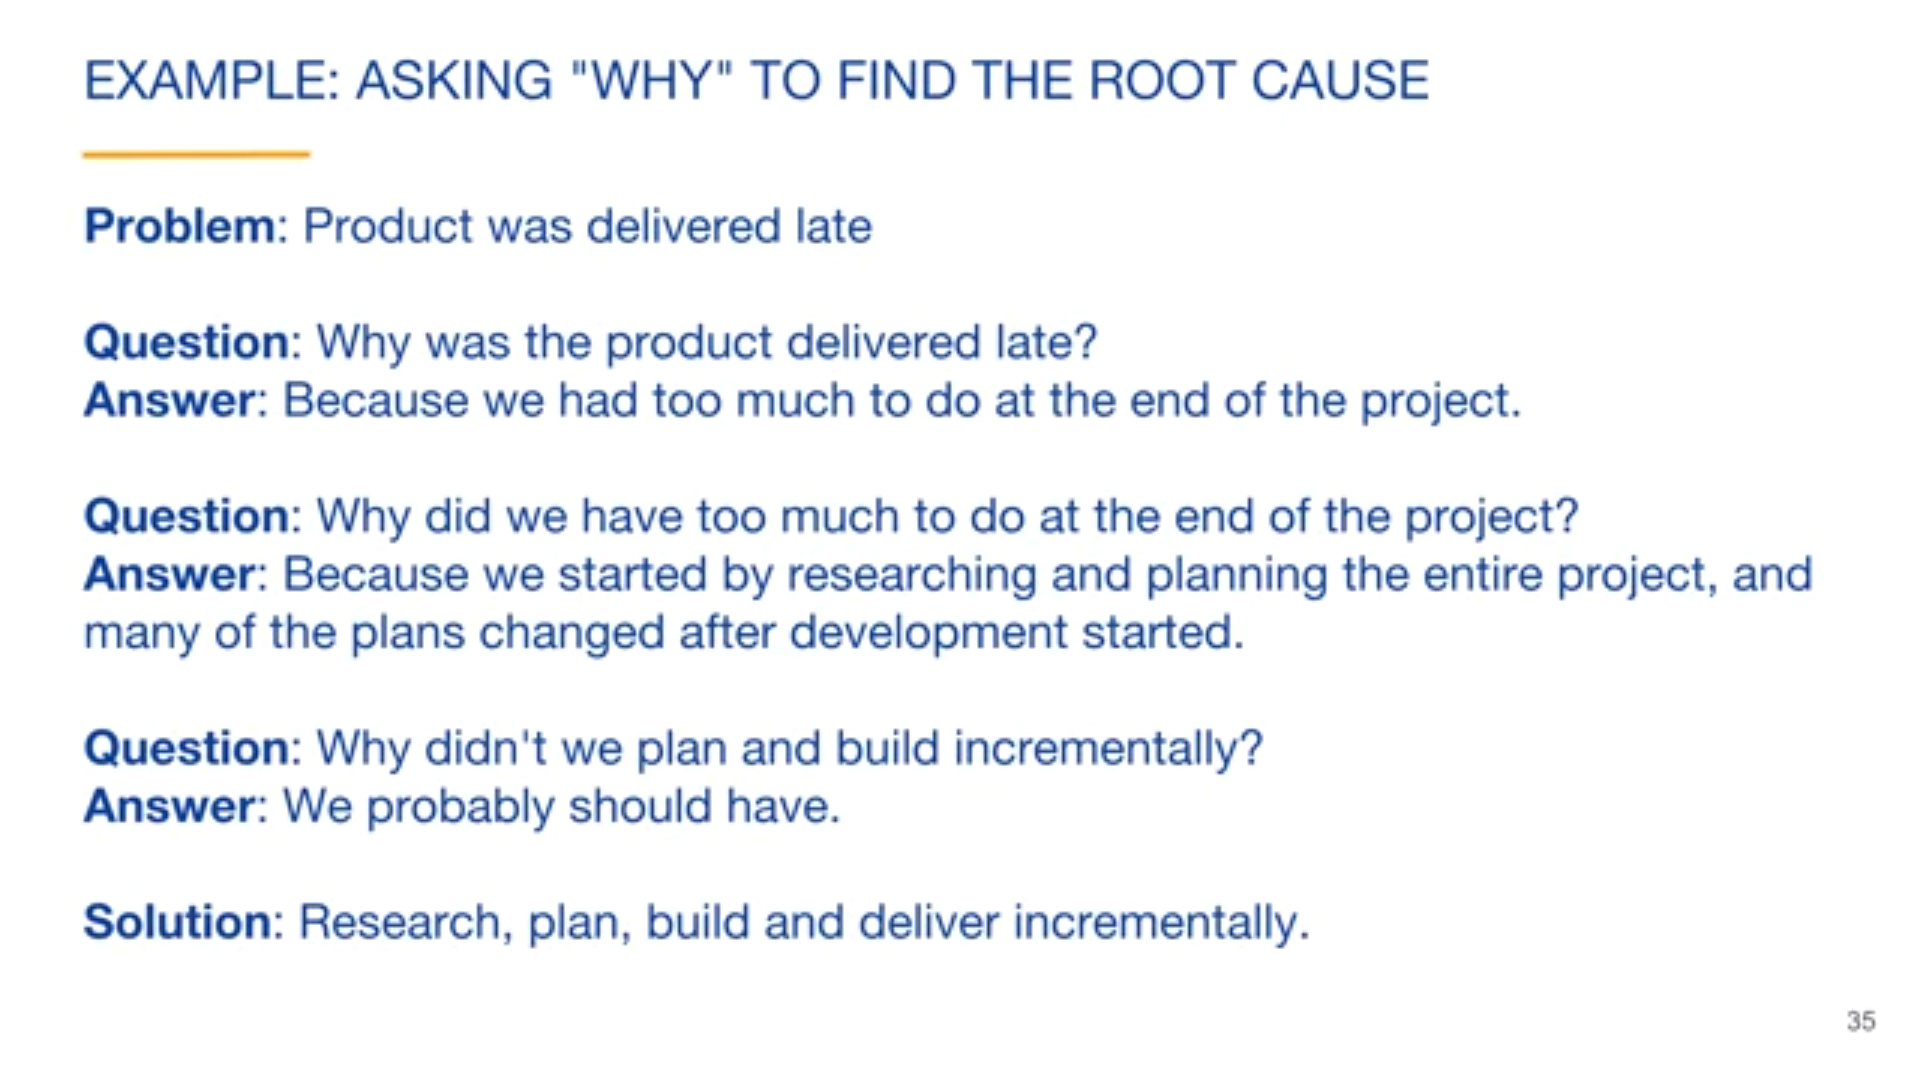 EXAMPLE: ASKING "WHY" TO FIND THE ROOT CAUSE
Problem: Product was delivered late
Question: Why was the product delivered late?
Answer: Because we had too much to do at the end of the project.
Question: Why did we have too much to do at the end of the project?
Answer: Because we started by researching and planning the entire project, and
many of the plans changed after development started.
Question: Why didn't we plan and build incrementally?
Answer: We probably should have.
Solution: Research, plan, build and deliver incrementally.
35